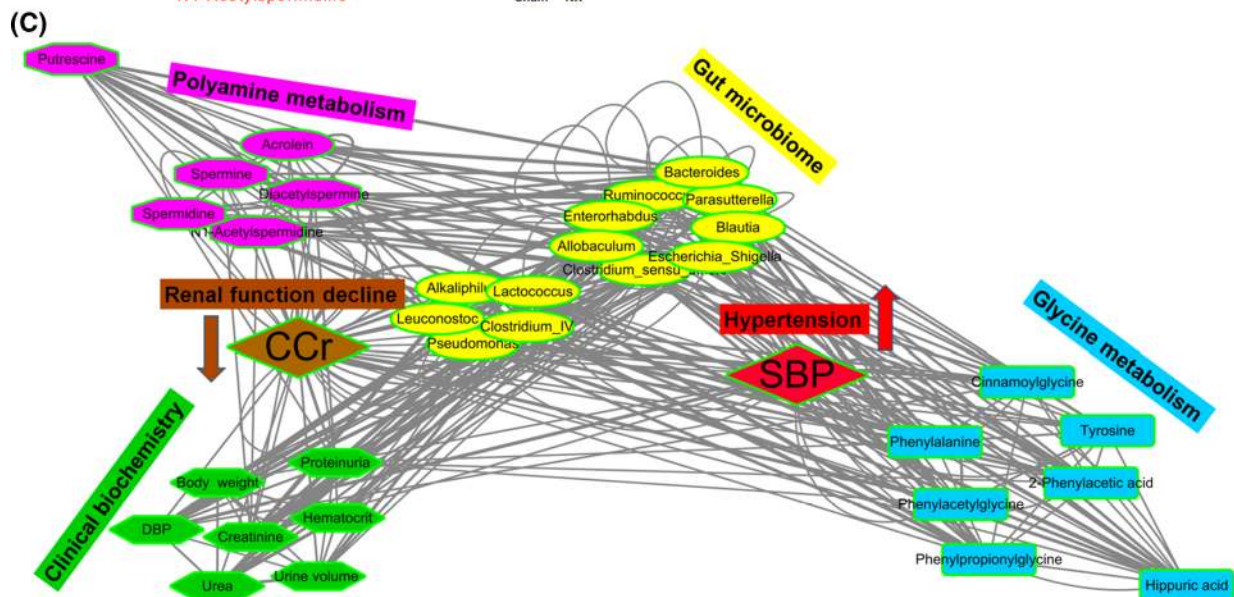 (C)
Putrescine
Polyamine metabolism
Gut microbiome
Acrolein
Spermine
Diacetylspermine
Spermidine
N1-Acetylspermidine
Bacteroides
Parasutterella
Enterorhabdus
Blautia
Allobaculum
Escherichia_Shigella
Lactococcus
Leuconostoc
Clostridium_IV
Pseudomonas
Renal function decline
CCr
Hypertension
SBP
Glycine metabolism
Cinnamoylglycine
Tyrosine
Phenylalanine
2-Phenylacetic acid
Phenylacetylglycine
Phenylpropionylglycine
Hippuric acid
Clinical biochemistry
Proteinuria
Body weight
Hematocrit
DBP
Creatinine
Urea
Urine volume